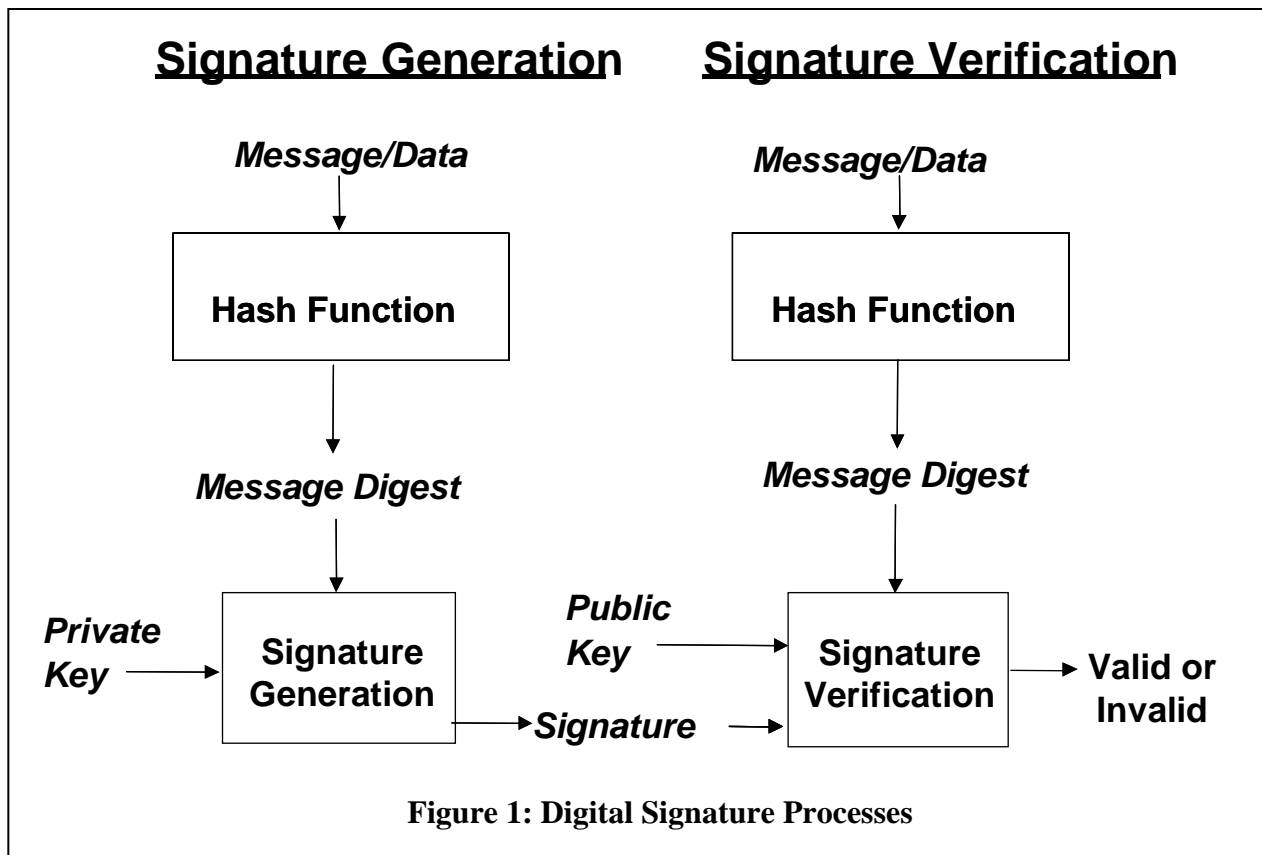 Signature Generation
Signature Verification
Message/Data
Message/Data
Hash Function
Hash Function
Message Digest
Message Digest
Private
Key
Signature
Generation
Public
Key
Signature
Signature
Verification
Valid or
Invalid
Figure 1: Digital Signature Processes